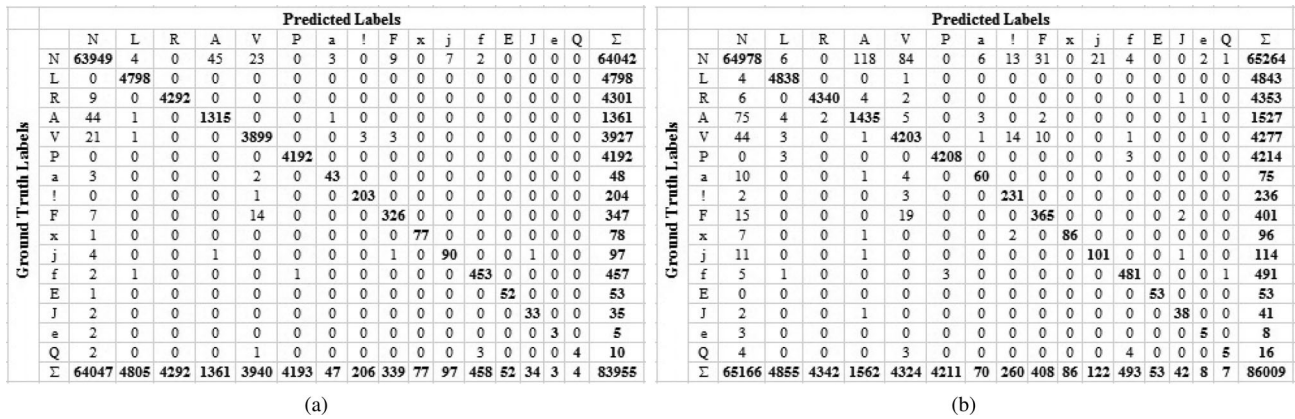 Predicted Labels
N L R A V P a ! F x j f E J e Q Σ
N 63949 4 0 45 23 0 3 0 9 0 7 2 0 0 0 0 64042
L 0 4798 0 0 0 0 0 0 0 0 0 0 0 0 0 0 4798
R 9 0 4292 0 0 0 0 0 0 0 0 0 0 0 0 0 4301
A 44 1 0 1315 0 0 1 0 0 0 0 0 0 0 0 0 1361
V 21 1 0 0 3899 0 0 3 3 0 0 0 0 0 0 0 3927
P 0 0 0 0 0 4192 0 0 0 0 0 0 0 0 0 0 4192
a 3 0 0 0 2 0 43 0 0 0 0 0 0 0 0 0 48
! 0 0 0 0 1 0 0 203 0 0 0 0 0 0 0 0 204
F 7 0 0 0 14 0 0 0 326 0 0 0 0 0 0 0 347
x 1 0 0 0 0 0 0 0 0 77 0 0 0 0 0 0 78
j 4 0 0 1 0 0 0 0 1 0 90 0 0 1 0 0 97
f 2 1 0 0 0 1 0 0 0 0 0 453 0 0 0 0 457
E 1 0 0 0 0 0 0 0 0 0 0 0 52 0 0 0 53
J 2 0 0 0 0 0 0 0 0 0 0 0 0 33 0 0 35
e 2 0 0 0 0 0 0 0 0 0 0 0 0 0 3 0 5
Q 2 0 0 0 1 0 0 0 0 0 0 3 0 0 0 4 10
Σ 64047 4805 4292 1361 3940 4193 47 206 339 77 97 458 52 34 3 4 83955
Ground Truth Labels
(a)
Predicted Labels
N L R A V P a ! F x j f E J e Q Σ
N 64978 6 0 118 84 0 6 13 31 0 21 4 0 0 2 1 65264
L 4 4838 0 0 1 0 0 0 0 0 0 0 0 0 0 0 4843
R 6 0 4340 4 2 0 0 0 0 0 0 0 0 1 0 0 4353
A 75 4 2 1435 5 0 3 0 2 0 0 0 0 0 1 0 1527
V 44 3 0 1 4203 0 1 14 10 0 0 1 0 0 0 0 4277
P 0 3 0 0 0 4208 0 0 0 0 0 3 0 0 0 0 4214
a 10 0 0 1 4 0 60 0 0 0 0 0 0 0 0 0 75
! 2 0 0 0 3 0 0 231 0 0 0 0 0 0 0 0 236
F 15 0 0 0 19 0 0 0 365 0 0 0 0 2 0 0 401
x 7 0 0 1 0 0 0 2 0 86 0 0 0 0 0 0 96
j 11 0 0 1 0 0 0 0 0 0 101 0 0 1 0 0 114
f 5 1 0 0 0 3 0 0 0 0 0 481 0 0 0 1 491
E 0 0 0 0 0 0 0 0 0 0 0 0 53 0 0 0 53
J 2 0 0 1 0 0 0 0 0 0 0 0 0 38 0 0 41
e 3 0 0 0 0 0 0 0 0 0 0 0 0 0 5 0 8
Q 4 0 0 0 3 0 0 0 0 0 0 4 0 0 0 5 16
Σ 65166 4855 4342 1562 4324 4211 70 260 408 86 122 493 53 42 8 7 86009
Ground Truth Labels
(b)